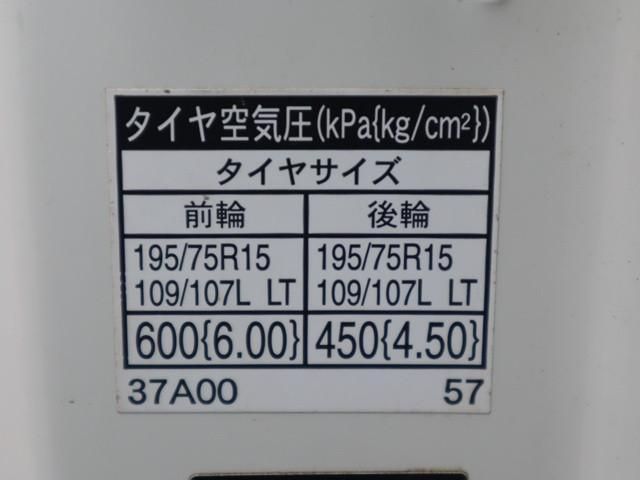 タイヤ空気圧(kPa{kg/cm²})
タイヤサイズ
前輪 後輪
195/75R15 195/75R15
109/107L LT 109/107L LT
600{6.00} 450{4.50}
37A00 57